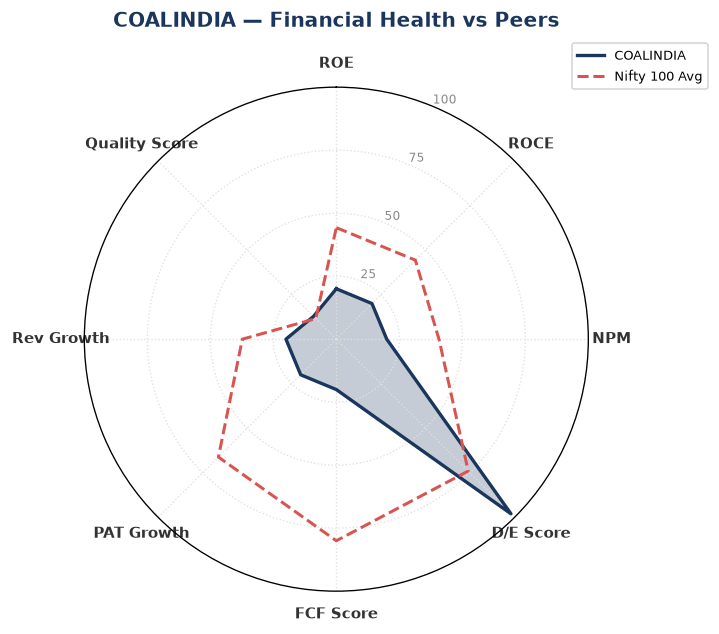 COALINDIA — Financial Health vs Peers
COALINDIA
Nifty 100 Avg
ROE
100
ROCE
Quality Score
75
50
25
Rev Growth
NPM
PAT Growth
D/E Score
FCF Score